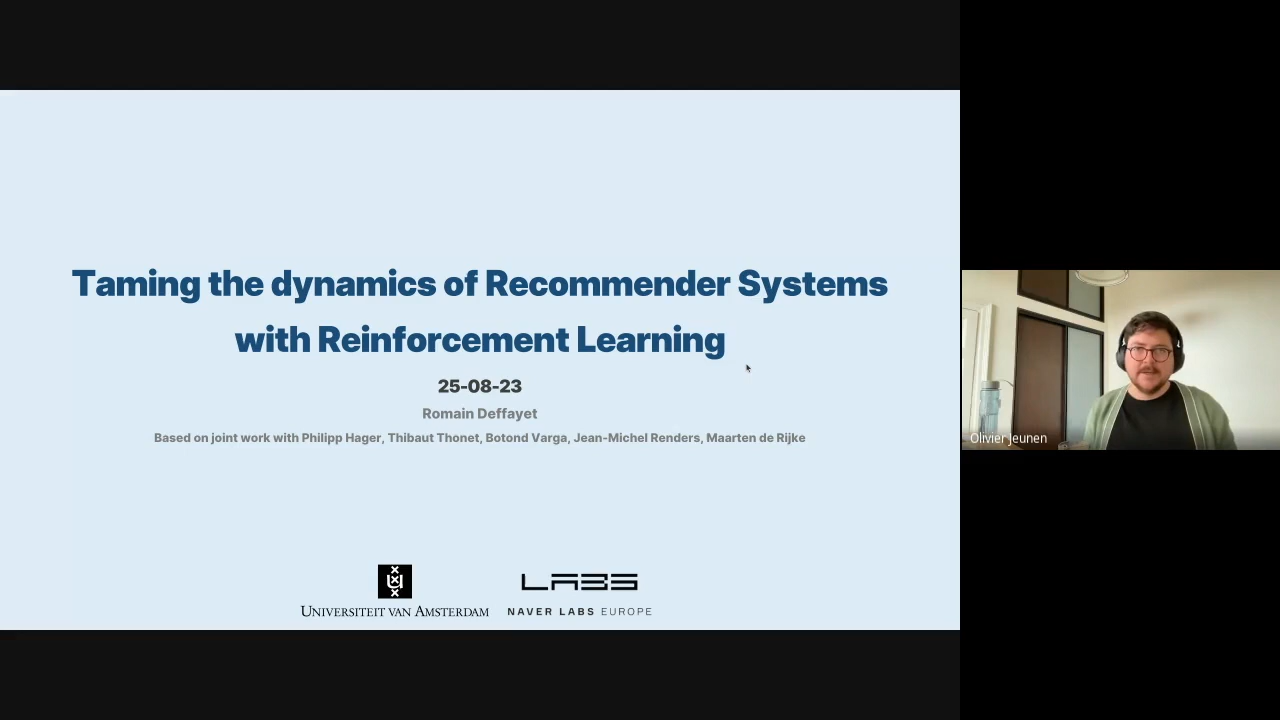 Taming the dynamics of Recommender Systems
with Reinforcement Learning
25-08-23
Romain Deffayet
Based on joint work with Philipp Hager, Thibaut Thonet, Botond Varga, Jean-Michel Renders, Maarten de Rijke
Olivier Jeunen
LABS
UNIVERSITEIT VAN AMSTERDAM
NAVER LABS EUROPE